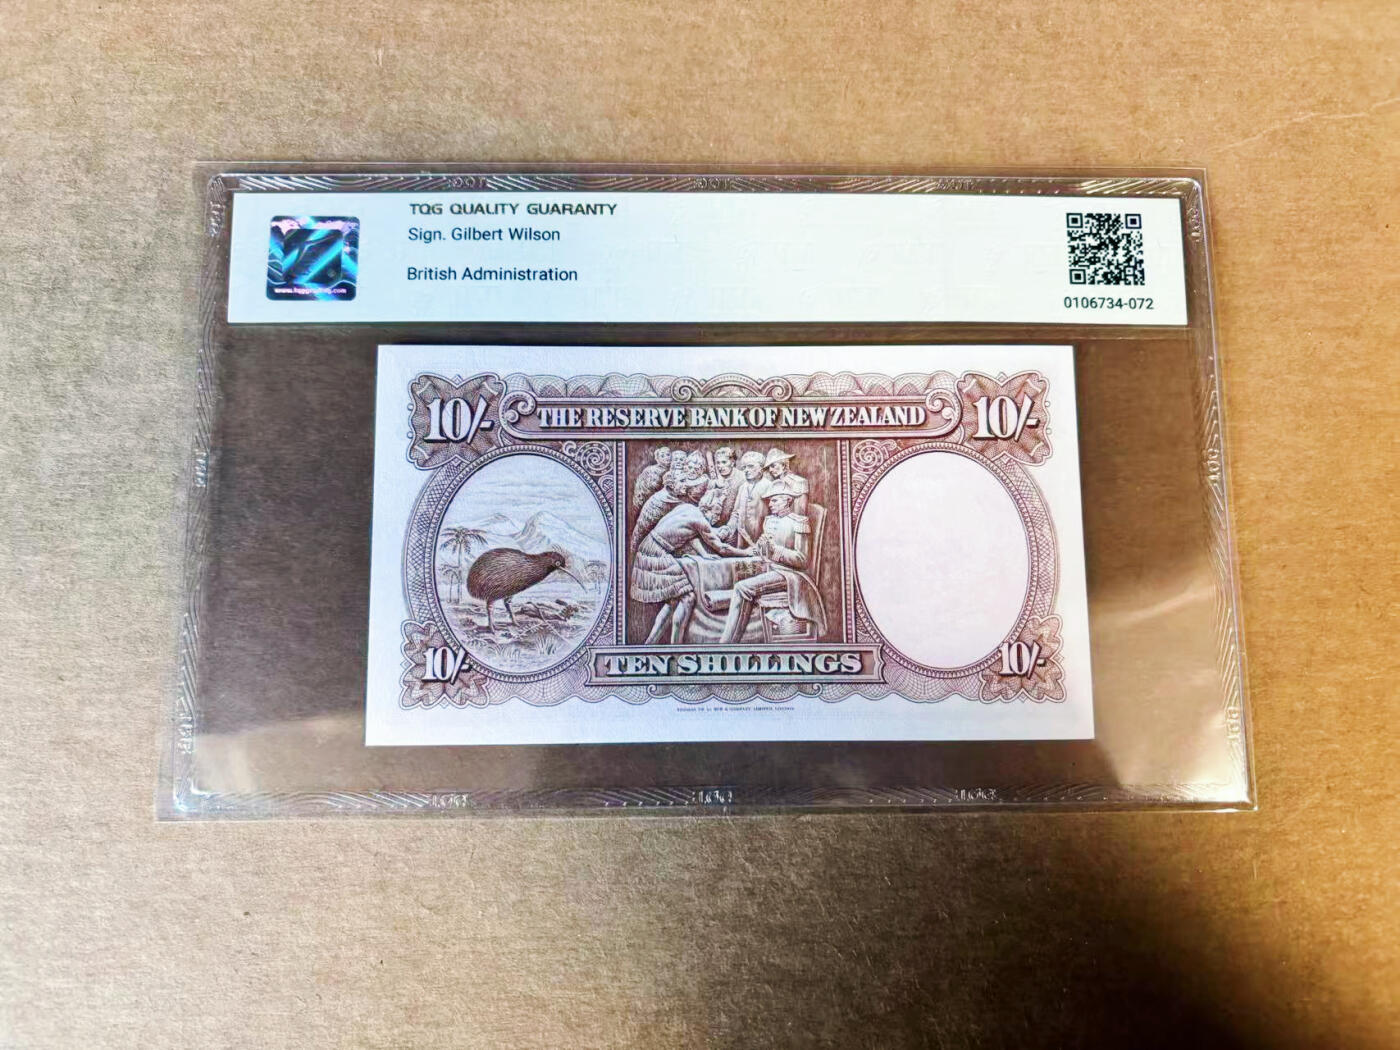 TQG QUALITY GUARANTY
Sign. Gilbert Wilson
British Administration
0106734-072
10/-
THE RESERVE BANK OF NEW ZEALAND
10/-
10/-
TEN SHILLINGS
10/-